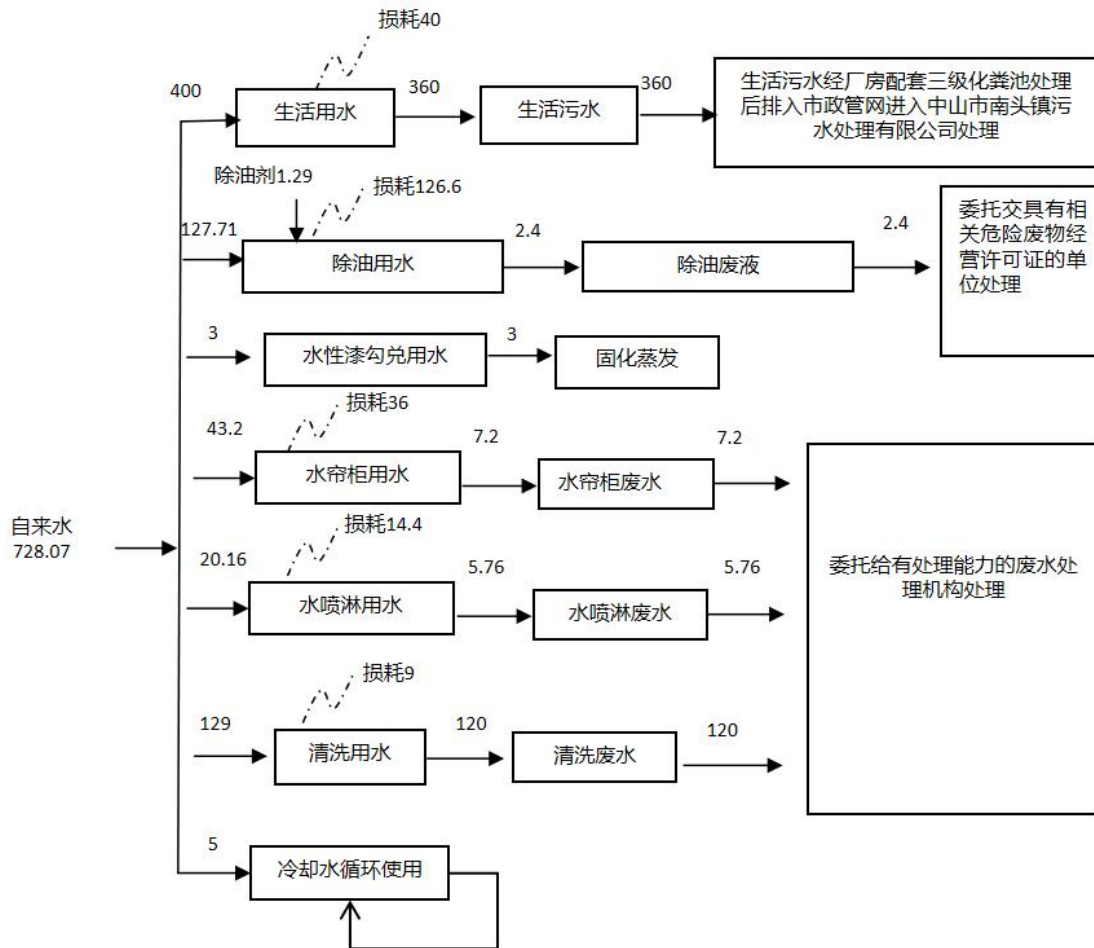 损耗40
400
生活用水
360
生活污水
360
生活污水经厂房配套三级化粪池处理
后排入市政管网进入中山市南头镇污
水处理有限公司处理
除油剂1.29
损耗126.6
127.71
除油用水
2.4
除油废液
2.4
委托交具有相
关危险废物经
营许可证的单
位处理
3
水性漆勾兑用水
3
固化蒸发
损耗36
43.2
水帘柜用水
7.2
水帘柜废水
7.2
自来水
728.07
损耗14.4
20.16
水喷淋用水
5.76
水喷淋废水
5.76
委托给有处理能力的废水处
理机构处理
损耗9
129
清洗用水
120
清洗废水
120
5
冷却水循环使用